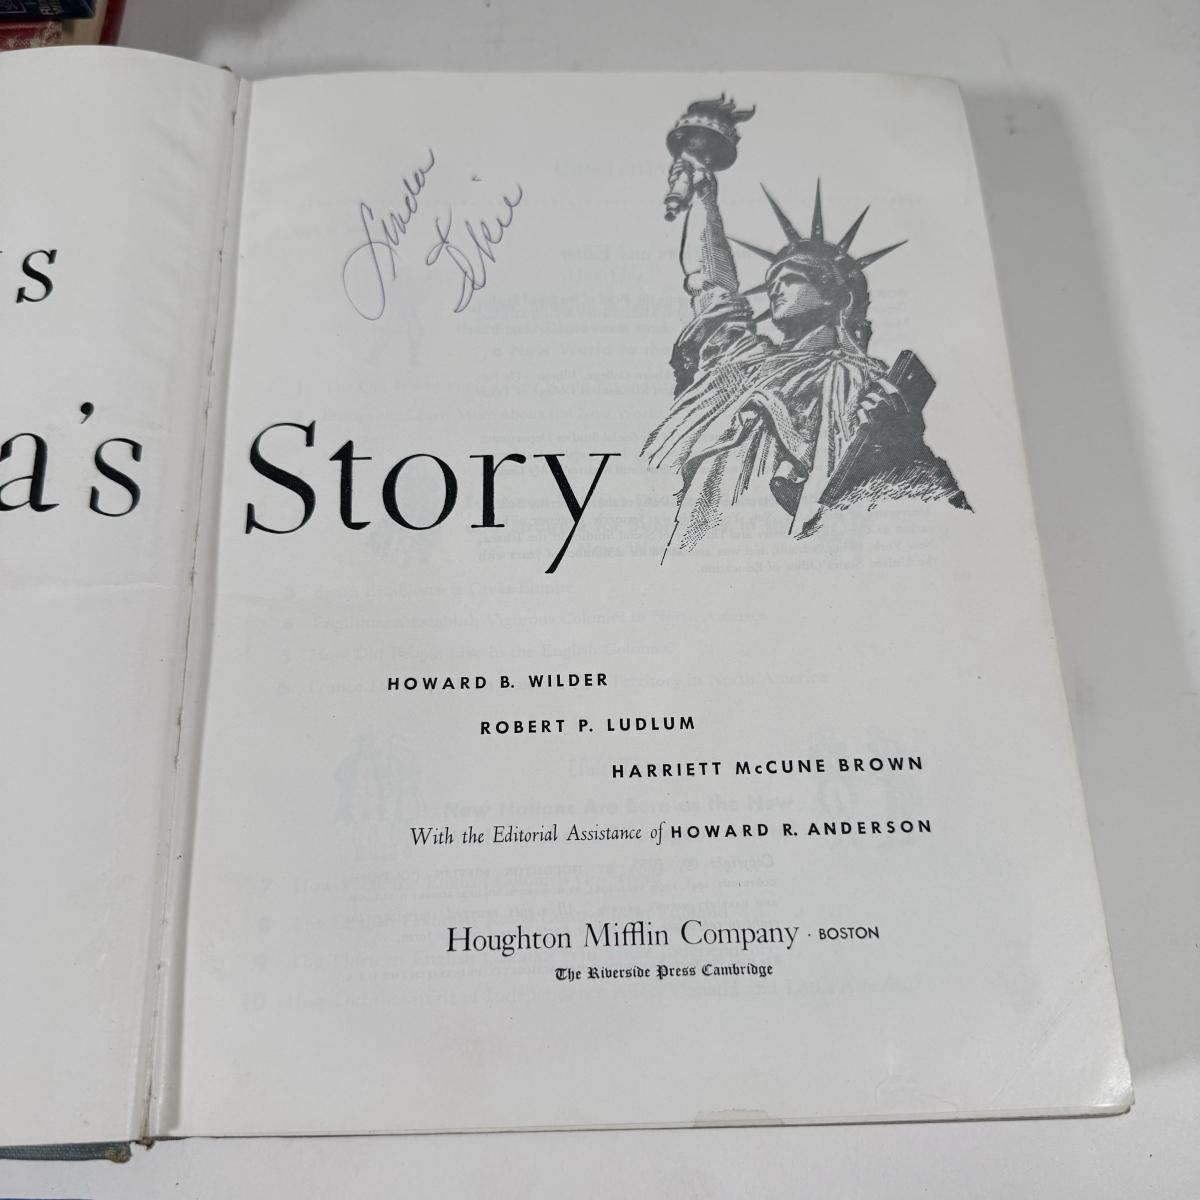 Linda
s
a's Story
HOWARD B. WILDER
ROBERT P. LUDLUM
HARRIETT McCUNE BROWN
With the Editorial Assistance of HOWARD R. ANDERSON
Houghton Mifflin Company · BOSTON
The Riverside Press Cambridge